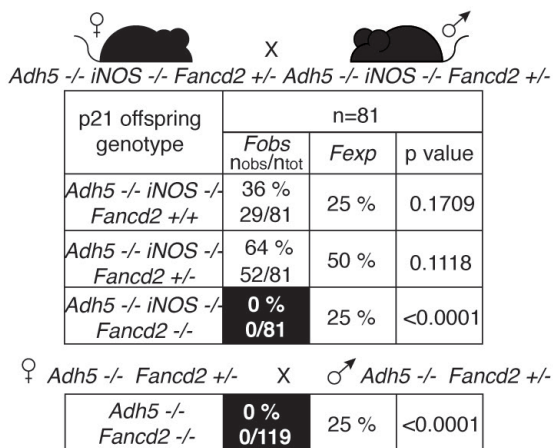 ♀ X ♂
Adh5 -/- iNOS -/- Fancd2 +/- Adh5 -/- iNOS -/- Fancd2 +/-
p21 offspring genotype n=81
Fobs nobs/ntot Fexp p value
Adh5 -/- iNOS -/- Fancd2 +/+ 36 % 29/81 25 % 0.1709
Adh5 -/- iNOS -/- Fancd2 +/- 64 % 52/81 50 % 0.1118
Adh5 -/- iNOS -/- Fancd2 -/- 0 % 0/81 25 % <0.0001
♀ Adh5 -/- Fancd2 +/- X ♂ Adh5 -/- Fancd2 +/-
Adh5 -/- Fancd2 -/- 0 % 0/119 25 % <0.0001